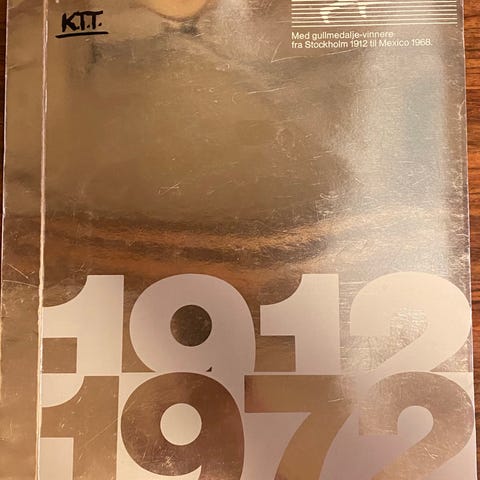 K.T.T.
Med gullmedalje-vinnere
fra Stockholm 1912 til Mexico 1968.
1912
1972